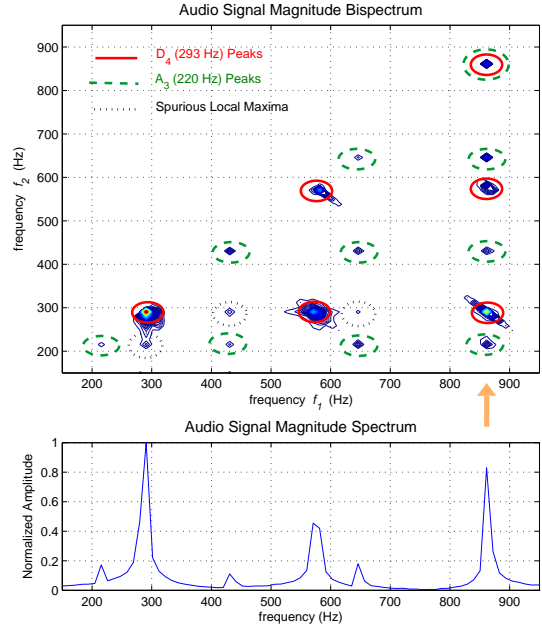 Audio Signal Magnitude Bispectrum
D4 (293 Hz) Peaks
A3 (220 Hz) Peaks
Spurious Local Maxima
frequency f2 (Hz)
900
800
700
600
500
400
300
200
200 300 400 500 600 700 800 900
frequency f1 (Hz)
Audio Signal Magnitude Spectrum
Normalized Amplitude
1
0.8
0.6
0.4
0.2
0
200 300 400 500 600 700 800 900
frequency (Hz)